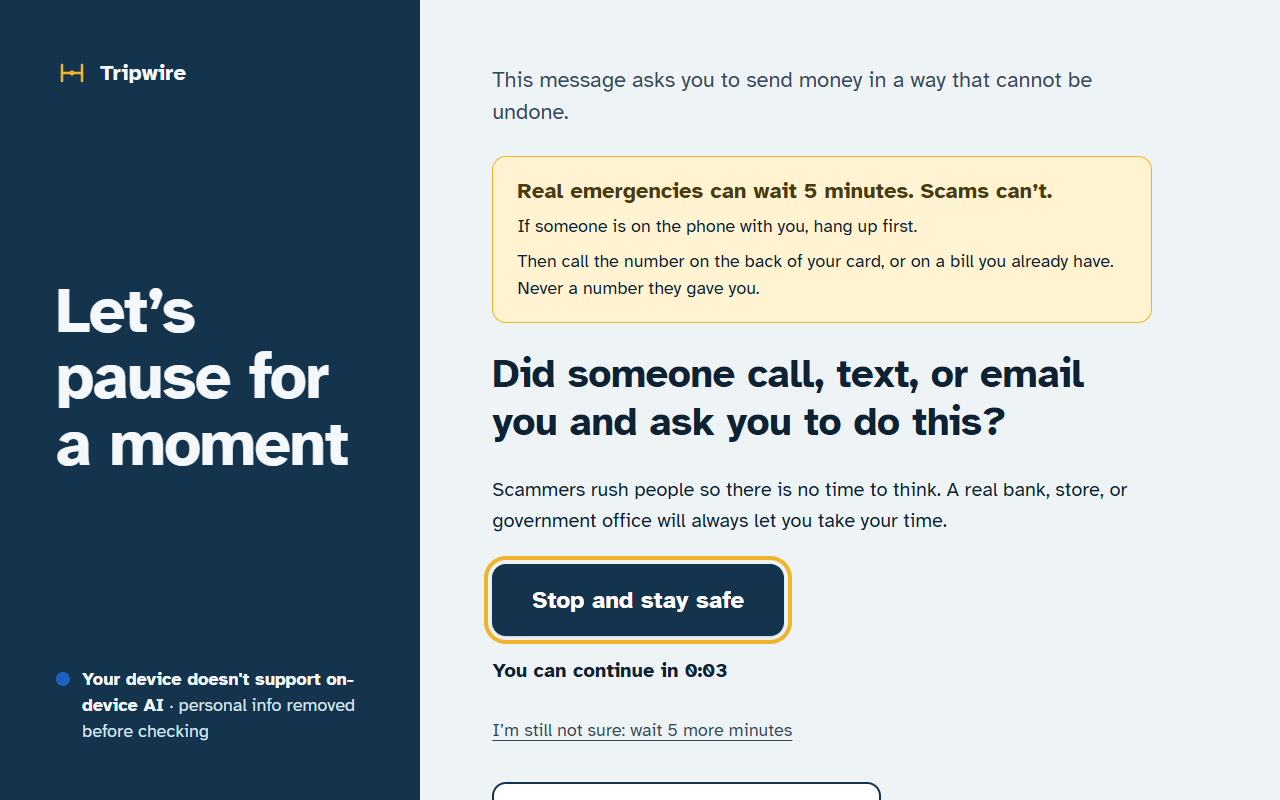 Tripwire
Let’s
pause for
a moment
Your device doesn't support on-
device AI · personal info removed
before checking
This message asks you to send money in a way that cannot be
undone.
Real emergencies can wait 5 minutes. Scams can’t.
If someone is on the phone with you, hang up first.
Then call the number on the back of your card, or on a bill you already have.
Never a number they gave you.
Did someone call, text, or email
you and ask you to do this?
Scammers rush people so there is no time to think. A real bank, store, or
government office will always let you take your time.
Stop and stay safe
You can continue in 0:03
I’m still not sure: wait 5 more minutes